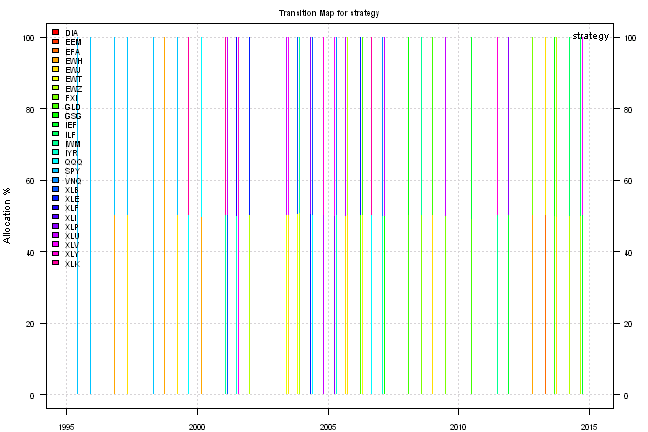 Transition Map for strategy
strategy
DIA
EEM
EFA
EWH
EWJ
EWT
EWZ
FXI
GLD
GSG
IEF
ILF
IWM
IYR
QQQ
SPY
VNQ
XLB
XLE
XLF
XLI
XLP
XLU
XLV
XLY
XLK
Allocation %
100
80
60
40
20
0
100
80
60
40
20
0
1995
2000
2005
2010
2015